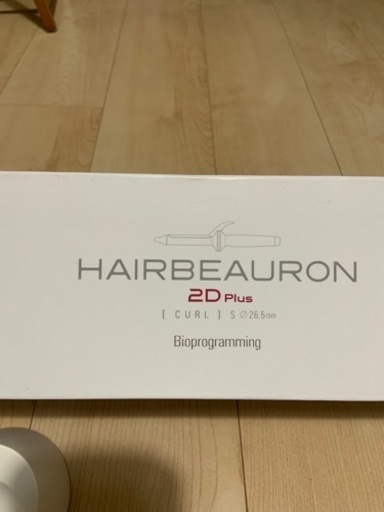 HAIRBEAURON
2D Plus
[ CURL ] S ∅26.5mm
Bioprogramming